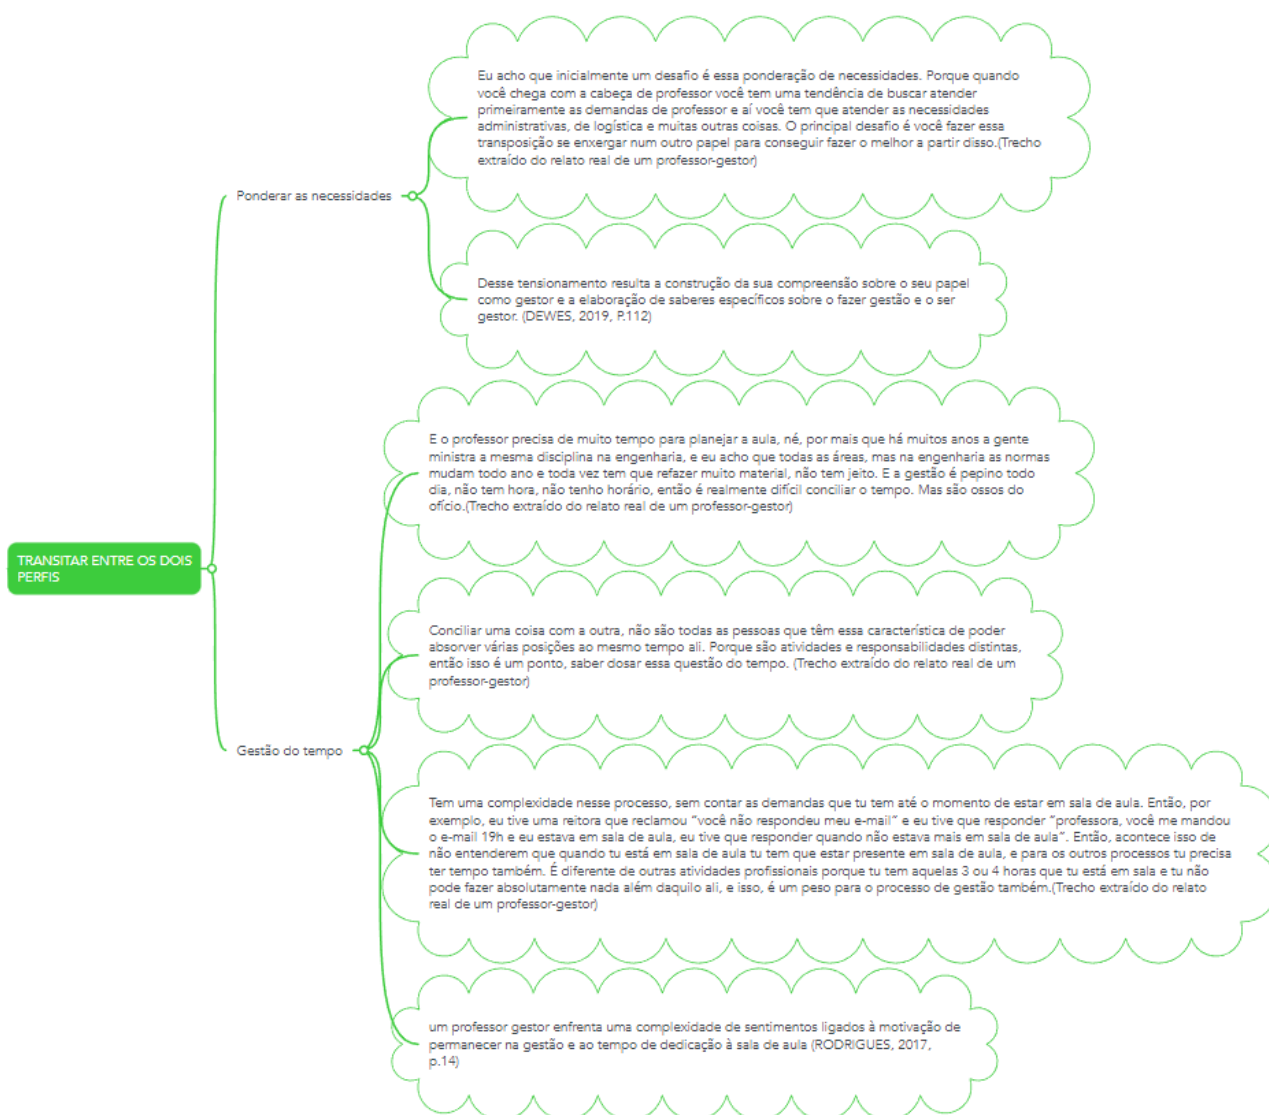 Eu acho que inicialmente um desafio é essa ponderação de necessidades. Porque quando
você chega com a cabeça de professor você tem uma tendência de buscar atender
primeiramente as demandas de professor e aí você tem que atender as necessidades
administrativas, de logística e muitas outras coisas. O principal desafio é você fazer essa
transposição se enxergar num outro papel para conseguir fazer o melhor a partir disso.(Trecho
extraído do relato real de um professor-gestor)
Ponderar as necessidades
Desse tensionamento resulta a construção da sua compreensão sobre o seu papel
como gestor e a elaboração de saberes específicos sobre o fazer gestão e o ser
gestor. (DEWES, 2019, P.112)
E o professor precisa de muito tempo para planejar a aula, né, por mais que há muitos anos a gente
ministra a mesma disciplina na engenharia, e eu acho que todas as áreas, mas na engenharia as normas
mudam todo ano e toda vez tem que refazer muito material, não tem jeito. E a gestão é pepino todo
dia, não tem hora, não tenho horário, então é realmente difícil conciliar o tempo. Mas são ossos do
ofício.(Trecho extraído do relato real de um professor-gestor)
TRANSITAR ENTRE OS DOIS
PERFIS
Conciliar uma coisa com a outra, não são todas as pessoas que têm essa característica de poder
absorver várias posições ao mesmo tempo ali. Porque são atividades e responsabilidades distintas,
então isso é um ponto, saber dosar essa questão do tempo. (Trecho extraído do relato real de um
professor-gestor)
Gestão do tempo
Tem uma complexidade nesse processo, sem contar as demandas que tu tem até o momento de estar em sala de aula. Então, por
exemplo, eu tive uma reitora que reclamou “você não respondeu meu e-mail” e eu tive que responder “professora, você me mandou
o e-mail 19h e eu estava em sala de aula, eu tive que responder quando não estava mais em sala de aula”. Então, acontece isso de
não entenderem que quando tu está em sala de aula tu tem que estar presente em sala de aula, e para os outros processos tu precisa
ter tempo também. É diferente de outras atividades profissionais porque tu tem aquelas 3 ou 4 horas que tu está em sala e tu não
pode fazer absolutamente nada além daquilo ali, e isso, é um peso para o processo de gestão também.(Trecho extraído do relato
real de um professor-gestor)
um professor gestor enfrenta uma complexidade de sentimentos ligados à motivação de
permanecer na gestão e ao tempo de dedicação à sala de aula (RODRIGUES, 2017,
p.14)